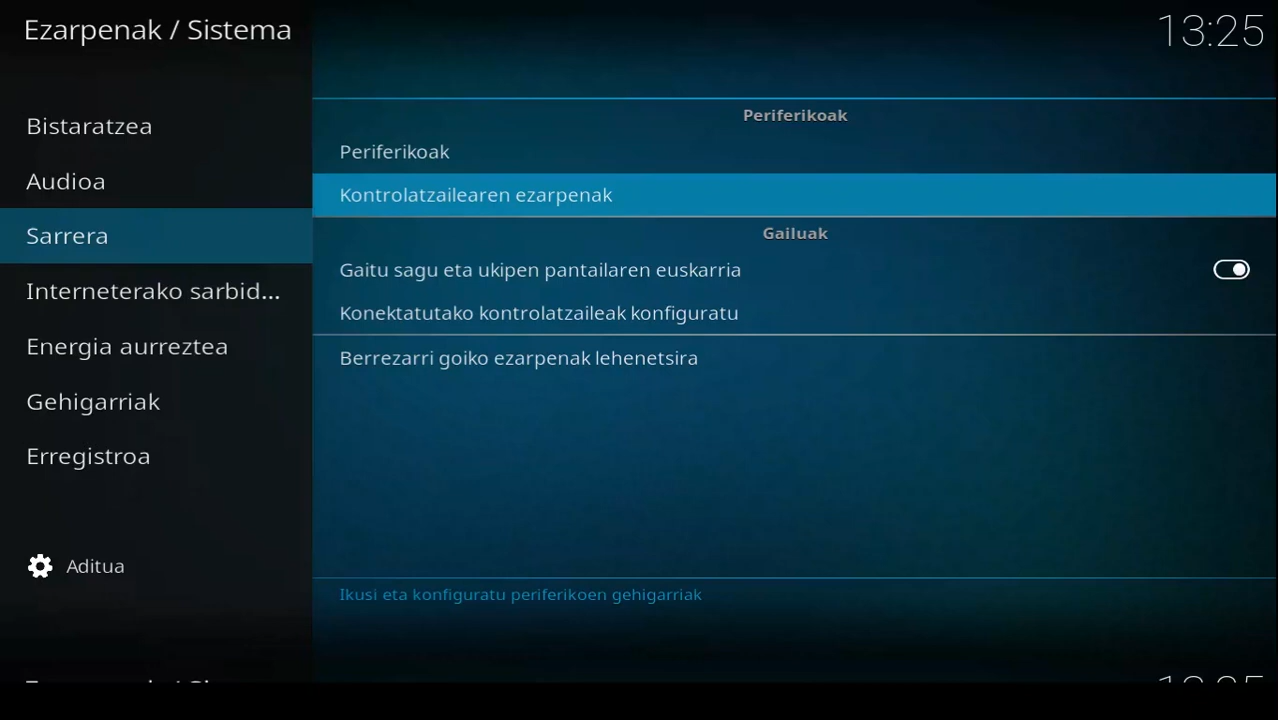 Ezarpenak / Sistema
13:25
Bistaratzea
Audioa
Sarrera
Interneterako sarbid...
Energia aurreztea
Gehigarriak
Erregistroa
Aditua
Periferikoak
Periferikoak
Kontrolatzailearen ezarpenak
Gailuak
Gaitu sagu eta ukipen pantailaren euskarria
Konektatutako kontrolatzaileak konfiguratu
Berrezarri goiko ezarpenak lehenetsira
Ikusi eta konfiguratu periferikoen gehigarriak